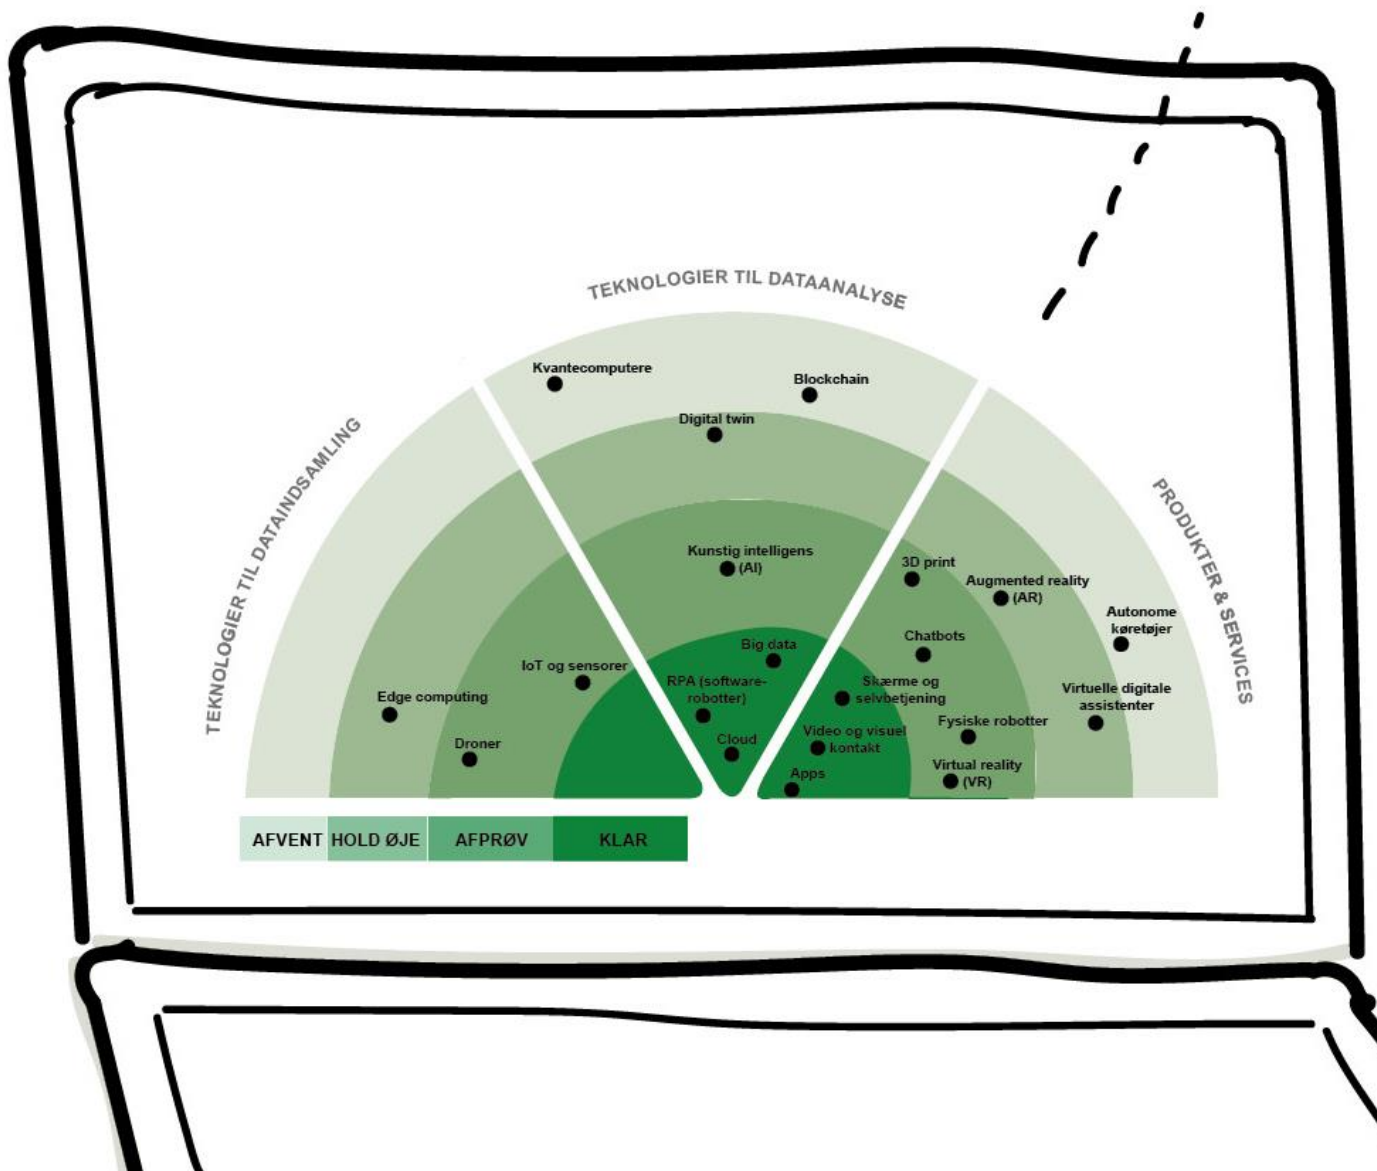 TEKNOLOGIER TIL DATAANALYSE
TEKNOLOGIER TIL DATAINDSAMLING
PRODUKTER & SERVICES
Kvantecomputere
Blockchain
Digital twin
Kunstig intelligens
(AI)
Big data
RPA (software-
robotter)
Cloud
IoT og sensorer
Edge computing
Droner
3D print
Augmented reality
(AR)
Autonome
køretøjer
Chatbots
Skærme og
selvbetjening
Virtuelle digitale
assistenter
Fysiske robotter
Video og visuel
kontakt
Virtual reality
(VR)
Apps
AFVENT
HOLD ØJE
AFPRØV
KLAR